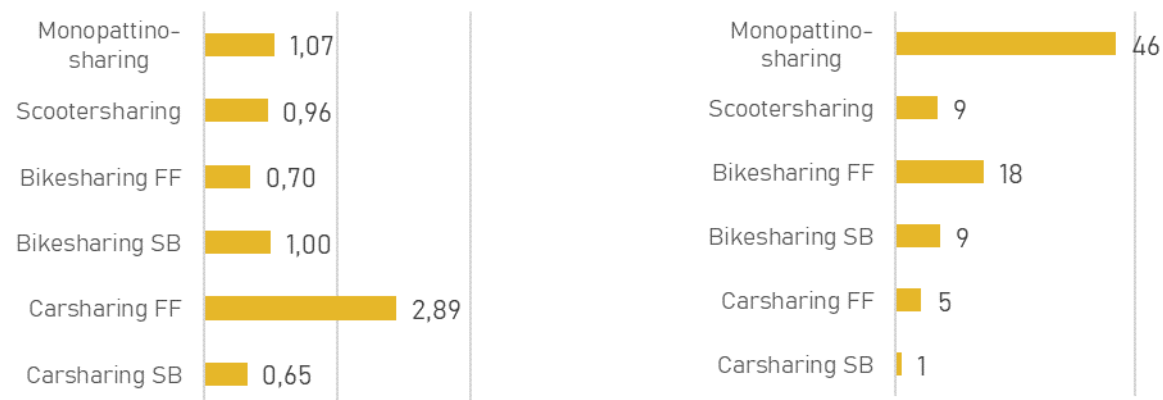 Monopattino-
sharing
1,07
Scootersharing
0,96
Bikesharing FF
0,70
Bikesharing SB
1,00
Carsharing FF
2,89
Carsharing SB
0,65
Monopattino-
sharing
46
Scootersharing
9
Bikesharing FF
18
Bikesharing SB
9
Carsharing FF
5
Carsharing SB
1